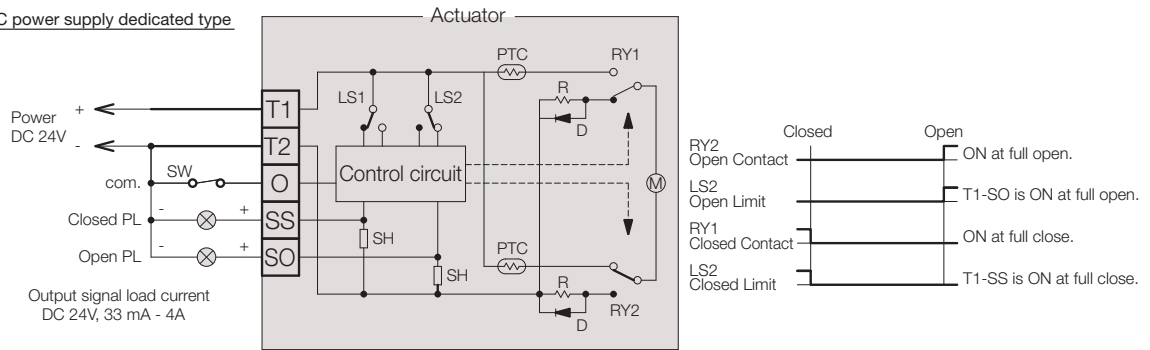 C power supply dedicated type
Actuator
PTC
RY1
LS1
LS2
R
D
Power
DC 24V
+
-
T1
T2
com.
SW
O
Control circuit
M
Closed PL
-
+
SS
SH
Open PL
-
+
SO
SH
PTC
R
D
RY2
Output signal load current
DC 24V, 33 mA - 4A
Closed
Open
RY2
Open Contact
ON at full open.
LS2
Open Limit
T1-SO is ON at full open.
RY1
Closed Contact
ON at full close.
LS2
Closed Limit
T1-SS is ON at full close.